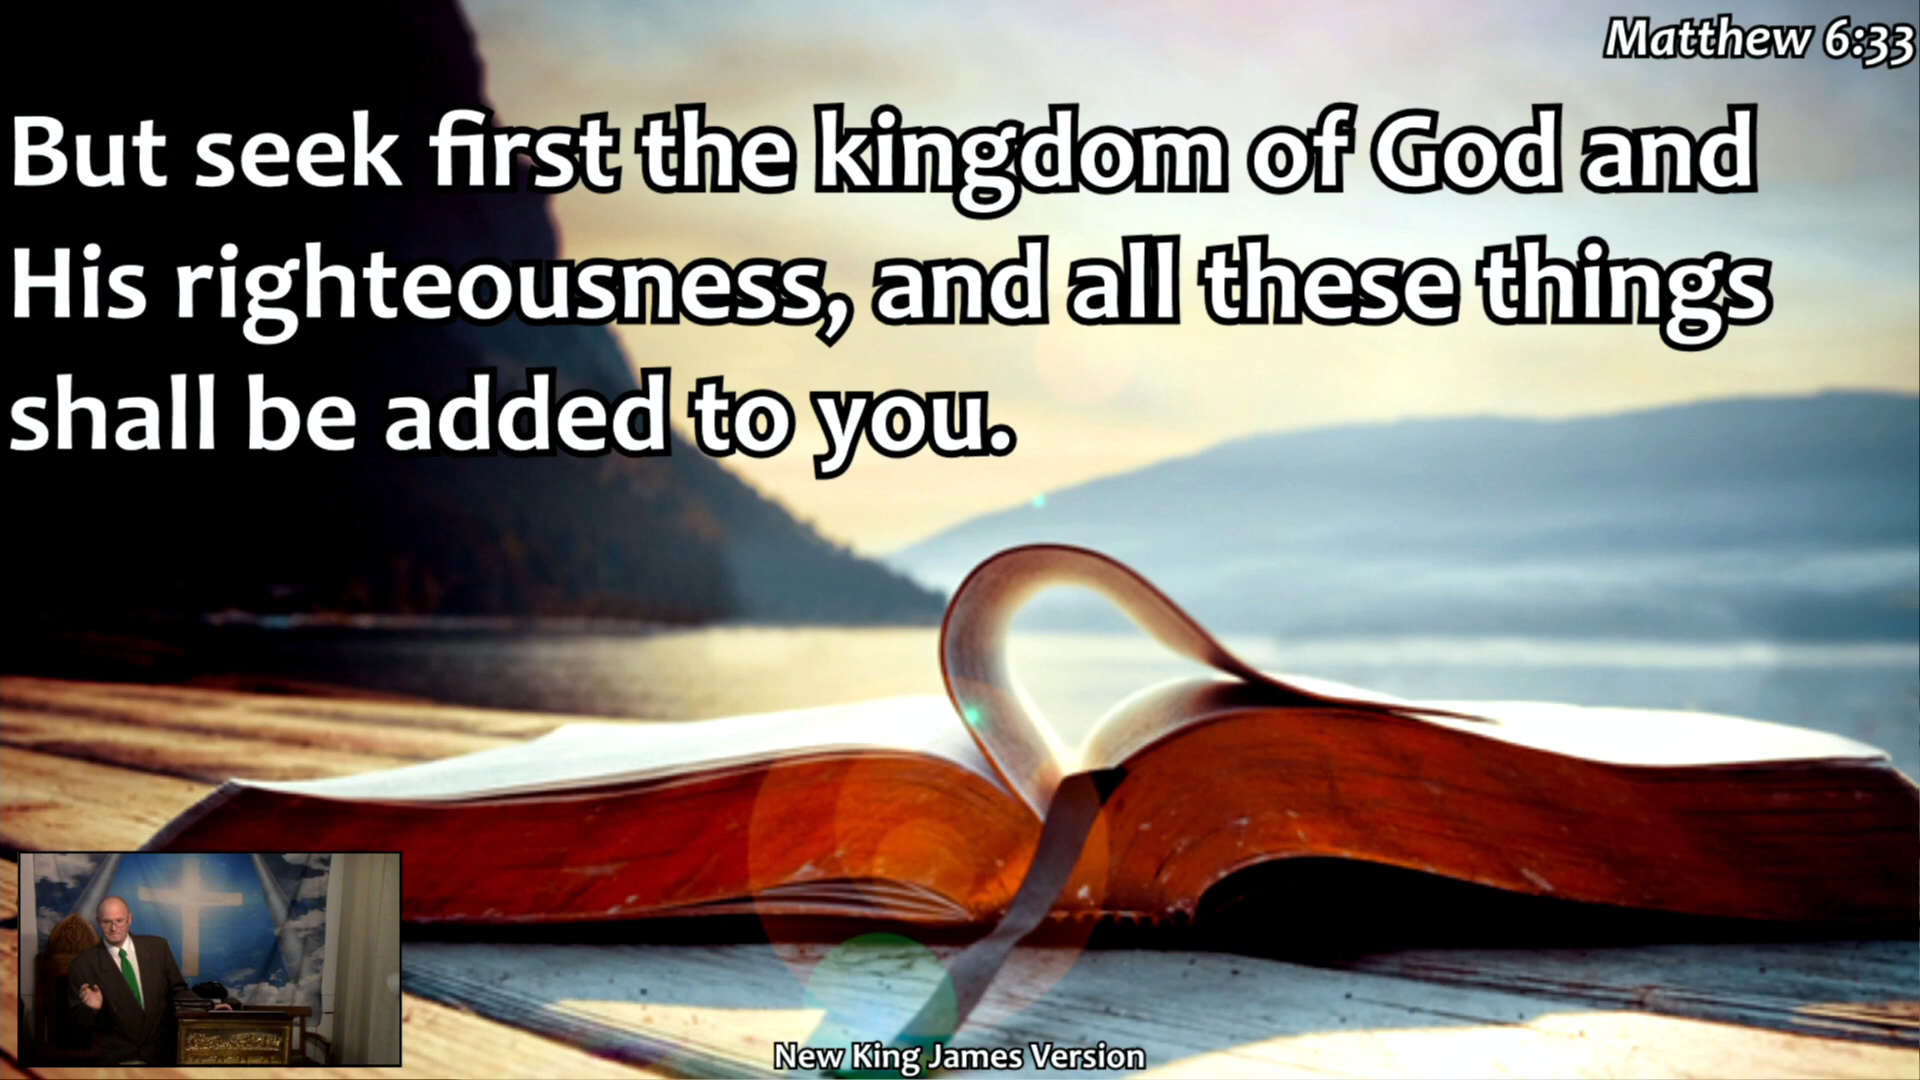 Matthew 6:33
But seek first the kingdom of God and
His righteousness, and all these things
shall be added to you.
New King James Version